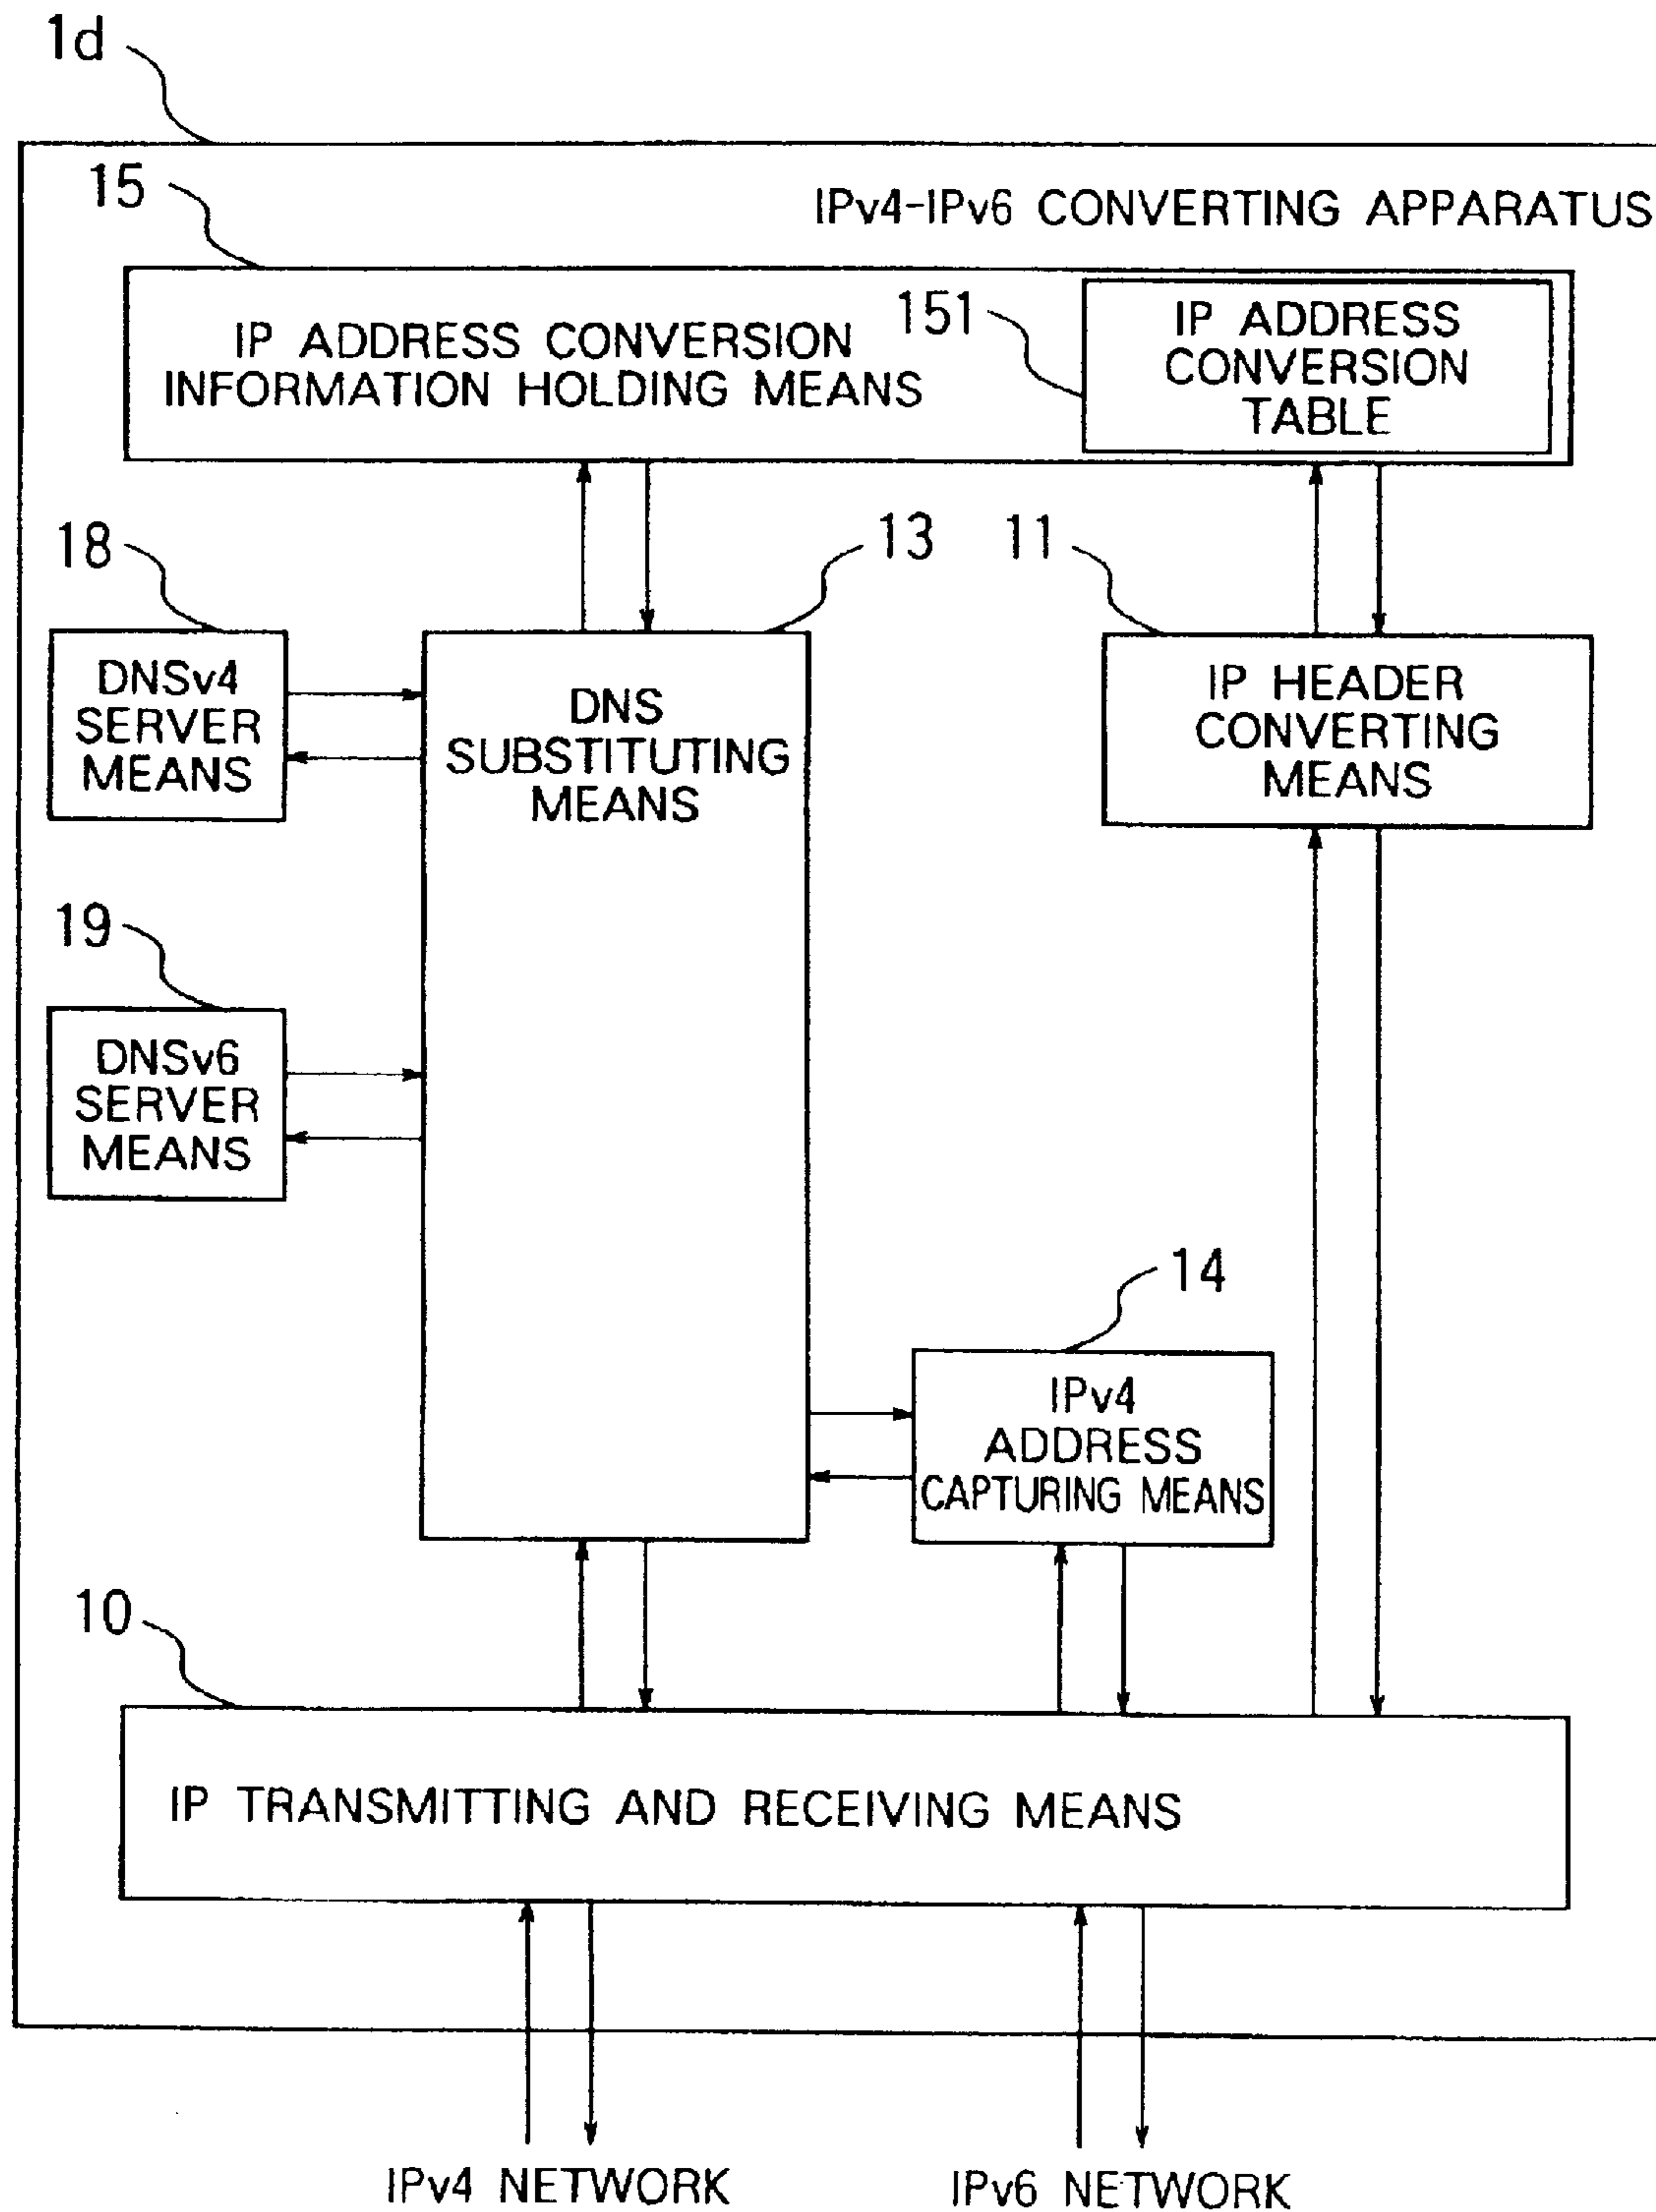 1d
IPv4-IPv6 CONVERTING APPARATUS
15
IP ADDRESS CONVERSION
INFORMATION HOLDING MEANS
151
IP ADDRESS
CONVERSION
TABLE
18
13
11
DNSv4
SERVER
MEANS
DNS
SUBSTITUTING
MEANS
IP HEADER
CONVERTING
MEANS
19
DNSv6
SERVER
MEANS
14
IPv4
ADDRESS
CAPTURING MEANS
10
IP TRANSMITTING AND RECEIVING MEANS
IPv4 NETWORK
IPv6 NETWORK